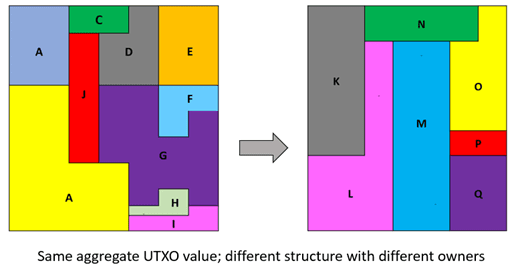 C
N
A
D
E
K
J
F
O
M
P
G
A
H
L
Q
I
Same aggregate UTXO value; different structure with different owners